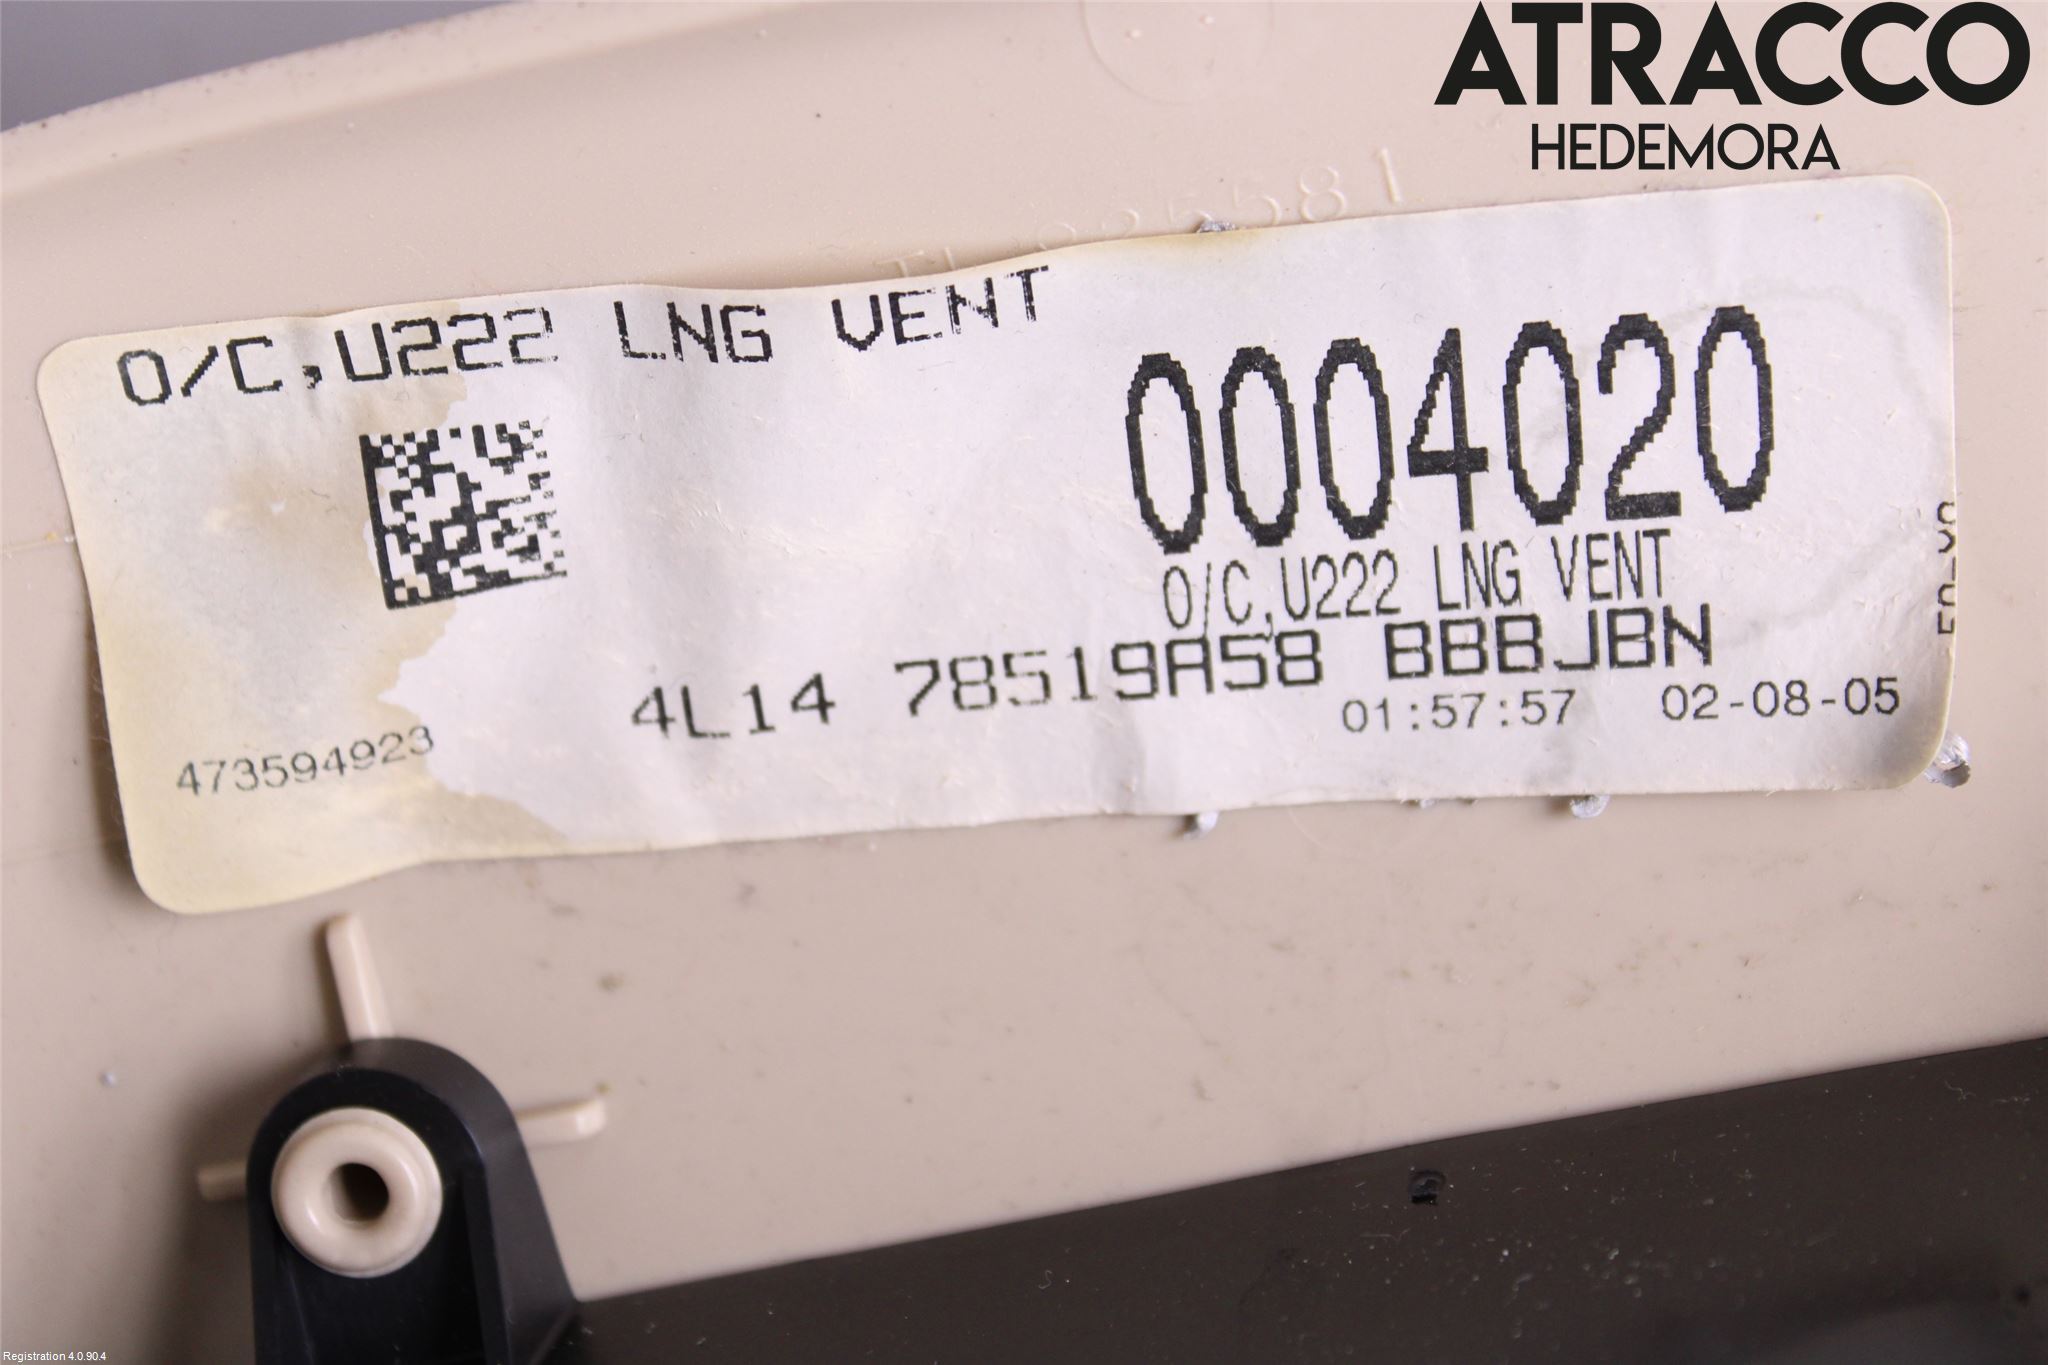 ATRACCO
HEDEMORA
O/C,U222 LNG VENT
0004020
O/C,U222 LNG VENT
4L14 78519A58 BBBJBN
01:57:57 02-08-05
473594923
Registration 4.0.90.4